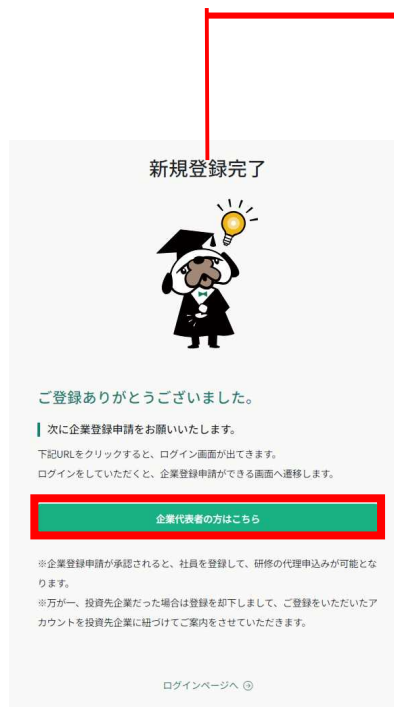 新規登録完了
ご登録ありがとうございました。
次に企業登録申請をお願いいたします。
下記URLをクリックすると、ログイン画面が出てきます。
ログインをしていただくと、企業登録申請ができる画面へ遷移します。
企業代表者の方はこちら
※企業登録申請が承認されると、社員を登録して、研修の代理申込みが可能とな
ります。
※万が一、投資先企業だった場合は登録を却下しまして、ご登録をいただいたア
カウントを投資先企業に紐づけてご案内をさせていただきます。
ログインページへ